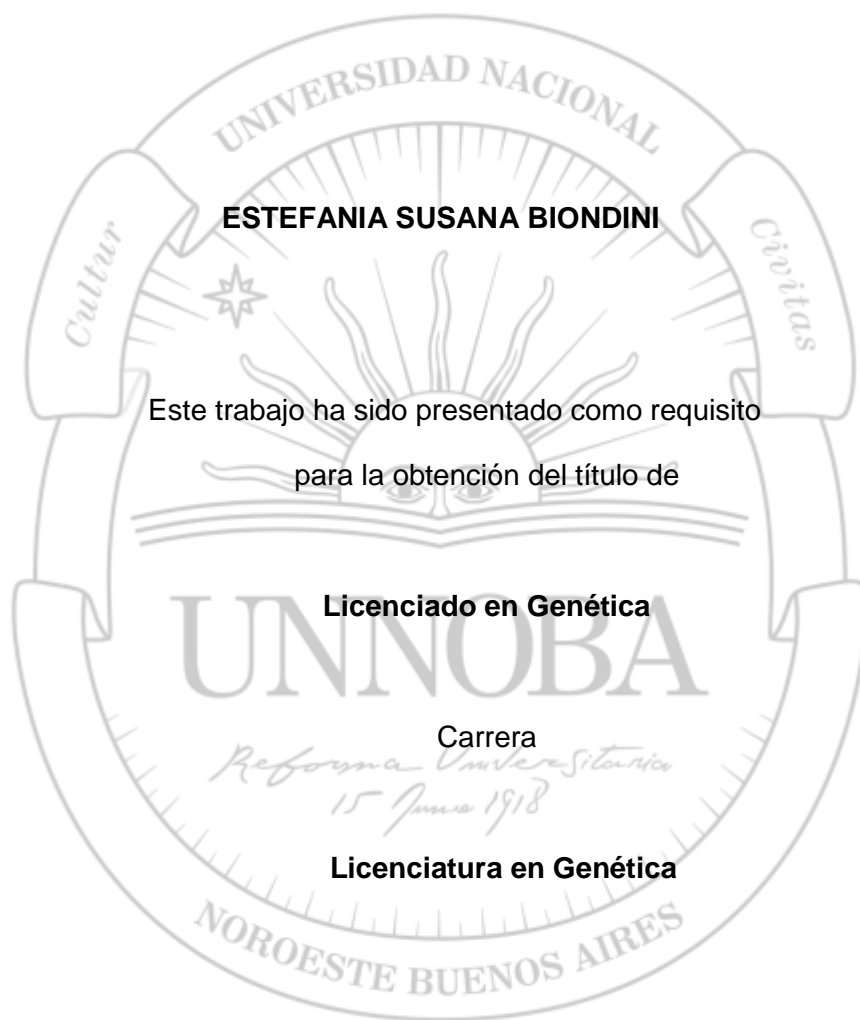 UNIVERSIDAD NACIONAL
ESTEFANIA SUSANA BIONDINI
Cultur
Civitas
Este trabajo ha sido presentado como requisito
para la obtención del título de
Licenciado en Genética
UNNOBA
Carrera
Reforma Universitaria
15 Junio 1918
Licenciatura en Genética
NOROESTE BUENOS AIRES